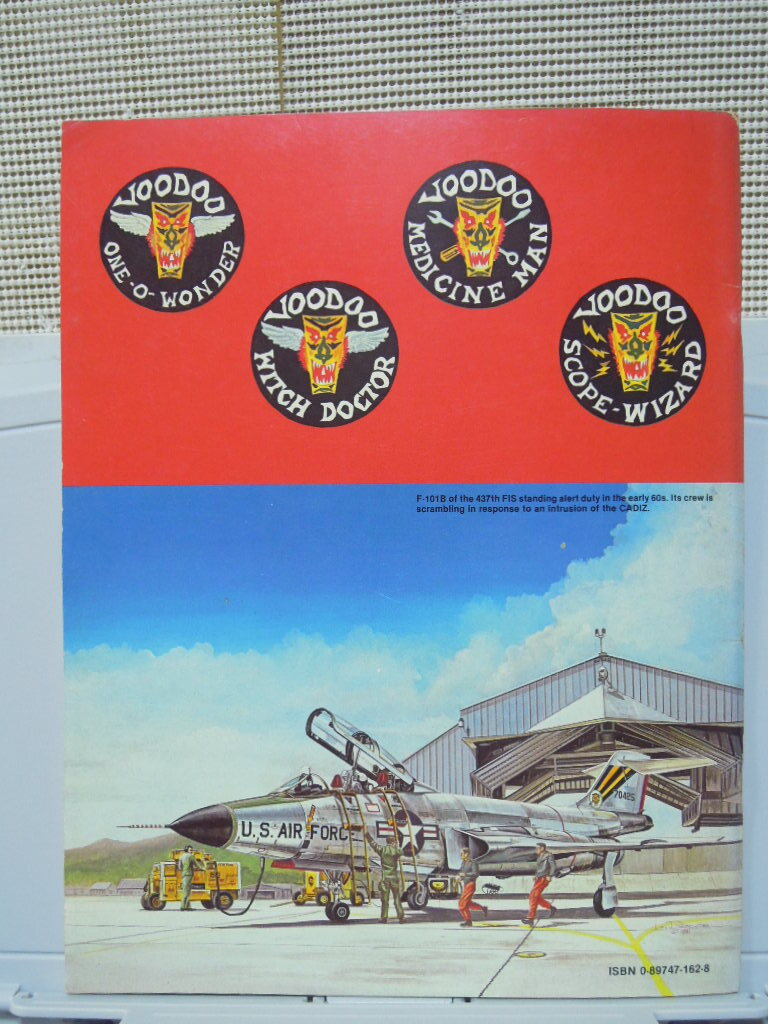 VOODOO
ONE-O-WONDER
VOODOO
MEDICINE MAN
VOODOO
WITCH DOCTOR
VOODOO
SCOPE-WIZARD
F-101B of the 437th FIS standing alert duty in the early 60s. Its crew is
scrambling in response to an intrusion of the CADIZ.
70425
U.S. AIR FORCE
ISBN 0-89747-162-8